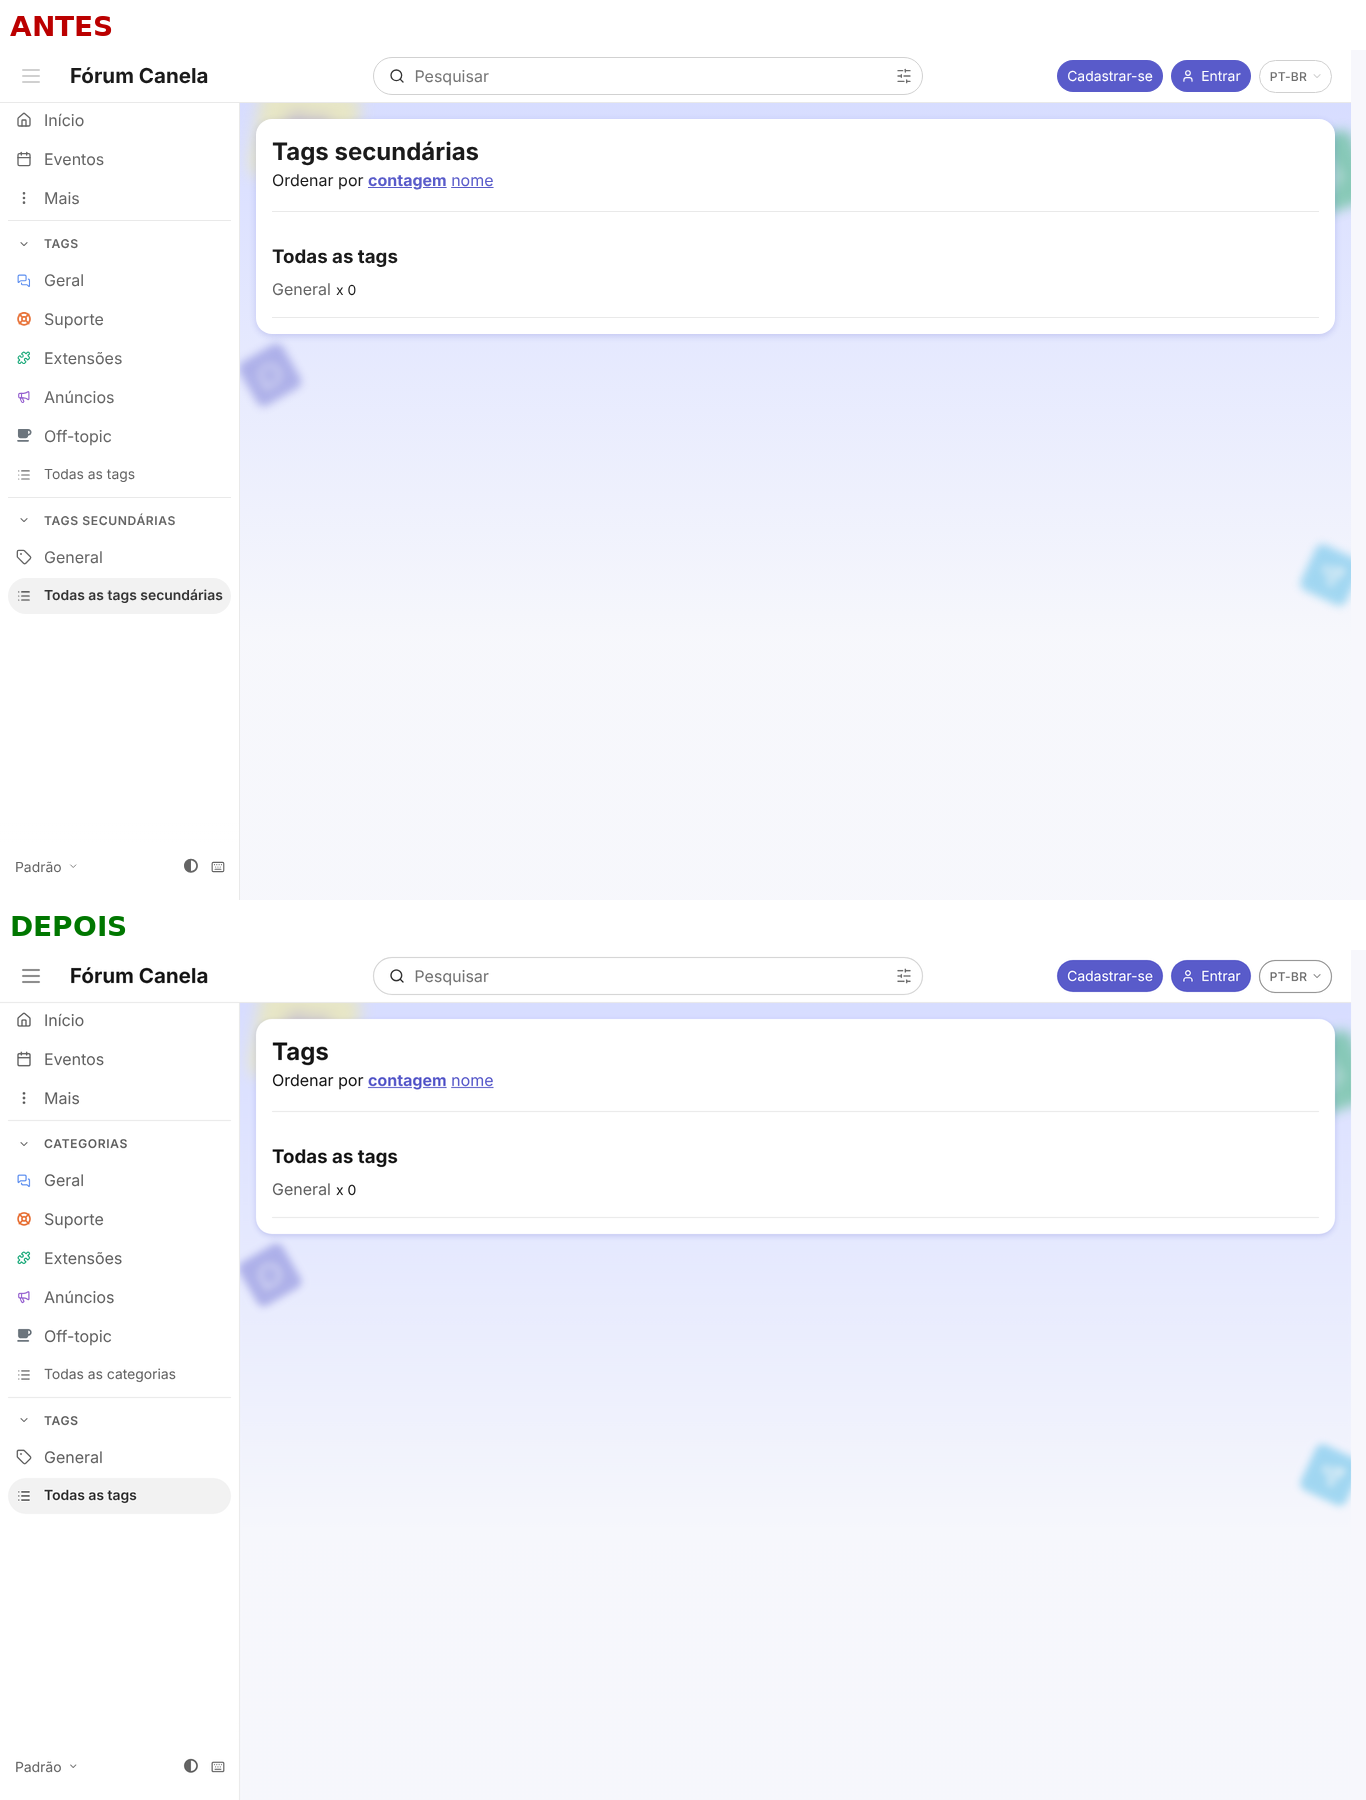 ANTES
Fórum Canela
Pesquisar
Cadastrar-se
Entrar
PT-BR
Início
Eventos
Mais
TAGS
Geral
Suporte
Extensões
Anúncios
Off-topic
Todas as tags
TAGS SECUNDÁRIAS
General
Todas as tags secundárias
Padrão
Tags secundárias
Ordenar por contagem nome
Todas as tags
General x 0
DEPOIS
Fórum Canela
Pesquisar
Cadastrar-se
Entrar
PT-BR
Início
Eventos
Mais
CATEGORIAS
Geral
Suporte
Extensões
Anúncios
Off-topic
Todas as categorias
TAGS
General
Todas as tags
Padrão
Tags
Ordenar por contagem nome
Todas as tags
General x 0